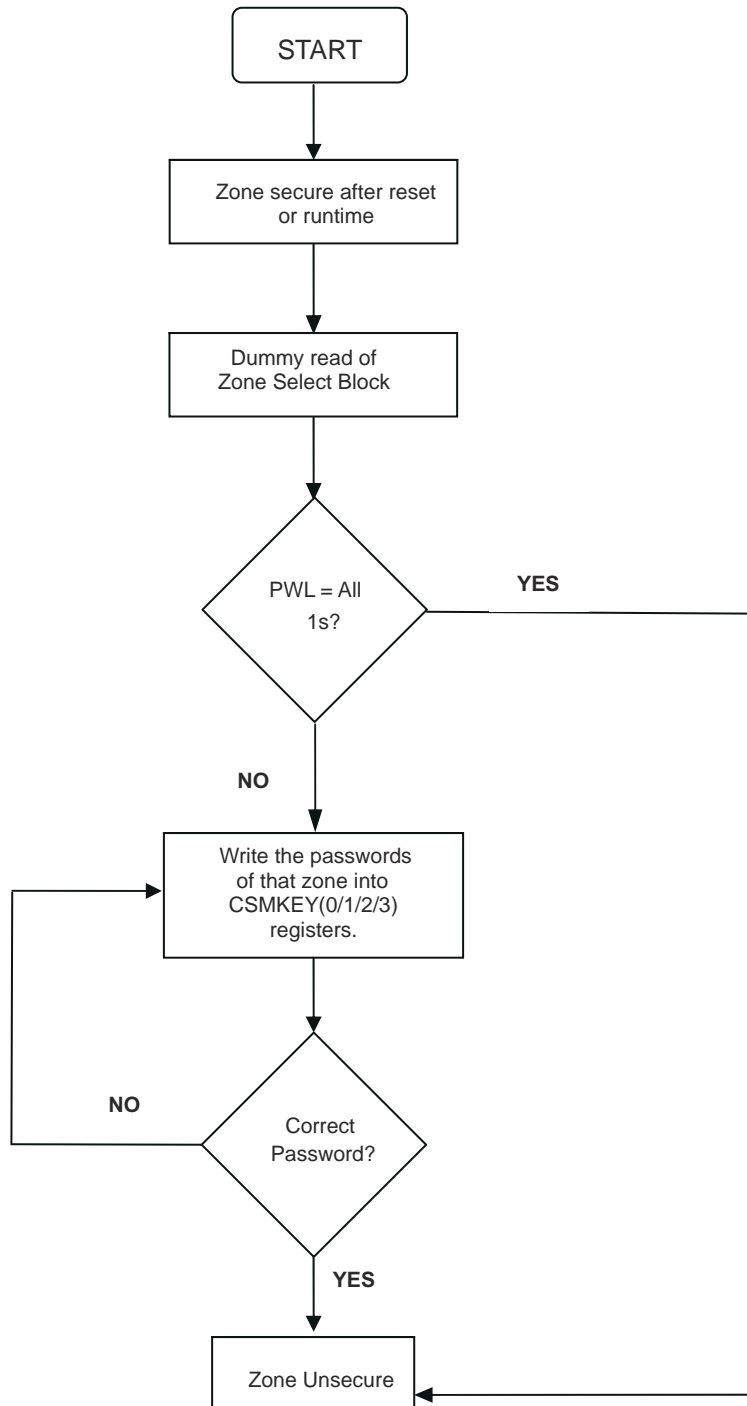 START
Zone secure after reset
or runtime
Dummy read of
Zone Select Block
PWL = All
1s?
YES
NO
Write the passwords
of that zone into
CSMKEY(0/1/2/3)
registers.
NO
Correct
Password?
YES
Zone Unsecure